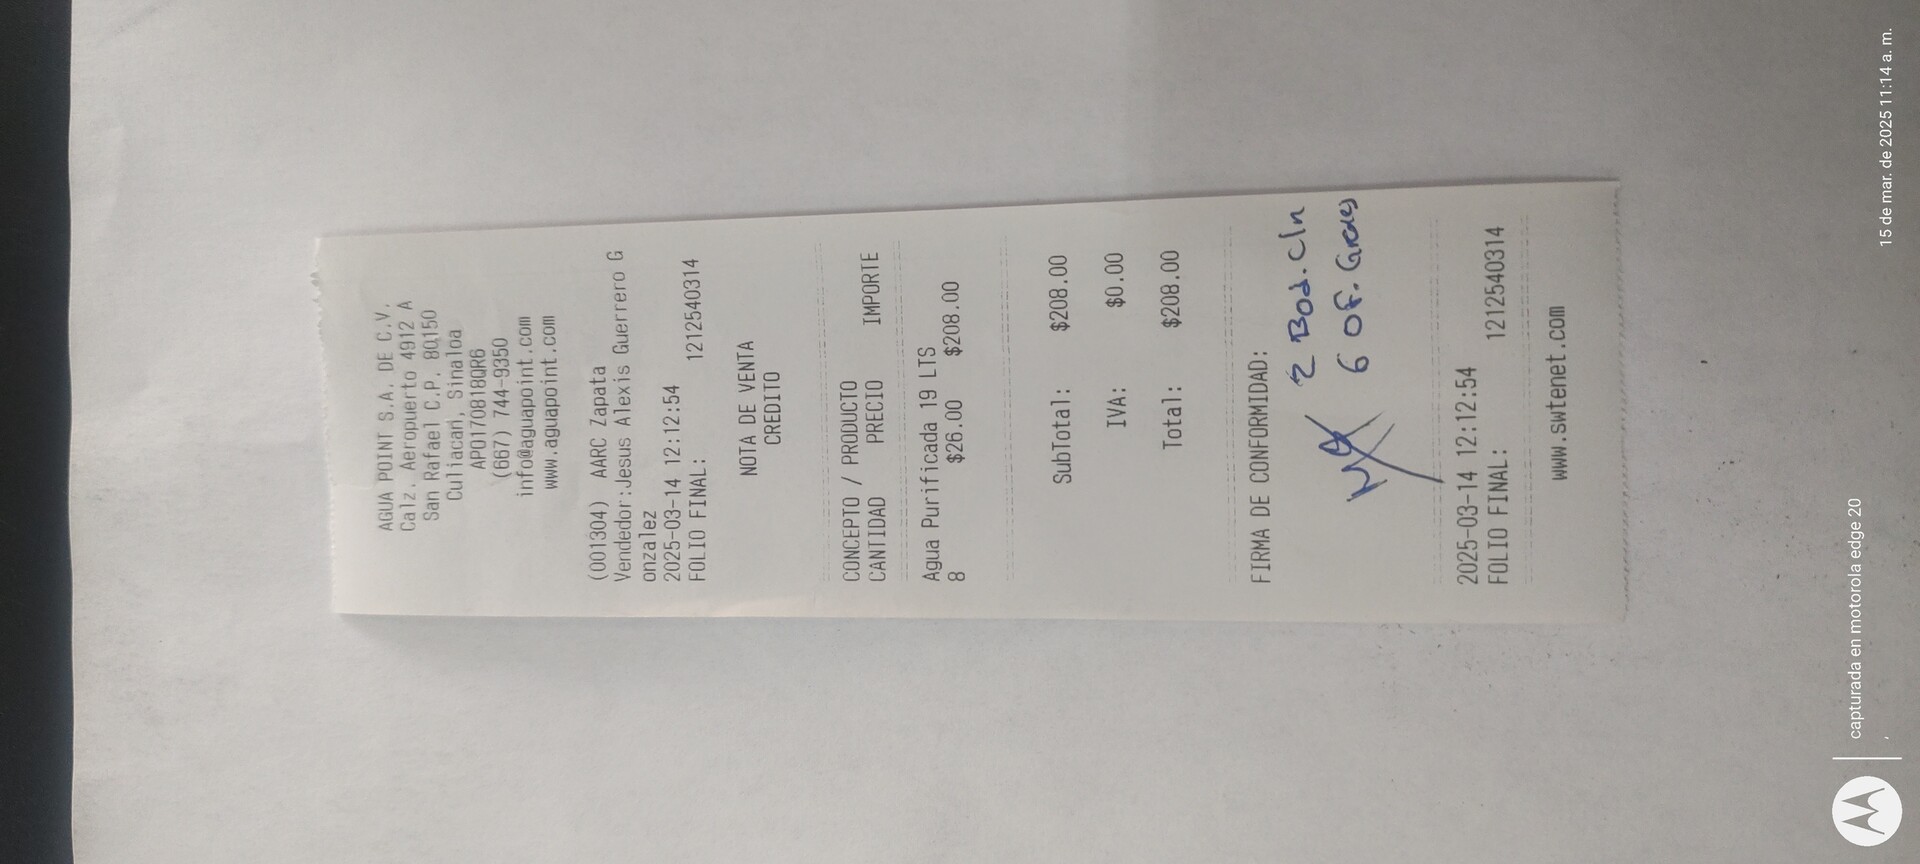 AGUA POINT S.A. DE C.V.
Calz. Aeropuerto 4912 A
San Rafael C.P. 80150
Culiacan, Sinaloa
APO170818QR6
(667) 744-9350
info@aguapoint.com
www.aguapoint.com
(001304) AARC Zapata
Vendedor:Jesus Alexis Guerrero G
onzalez
2025-03-14 12:12:54
FOLIO FINAL: 1212540314
NOTA DE VENTA
CREDITO
CONCEPTO / PRODUCTO
CANTIDAD PRECIO IMPORTE
Agua Purificada 19 LTS
8 $26.00 $208.00
SubTotal: $208.00
IVA: $0.00
Total: $208.00
FIRMA DE CONFORMIDAD:
2 Bod. Cln
6 OF.
2025-03-14 12:12:54
FOLIO FINAL: 1212540314
www.swtenet.com
capturada en motorola edge 20
15 de mar. de 2025 11:14 a. m.